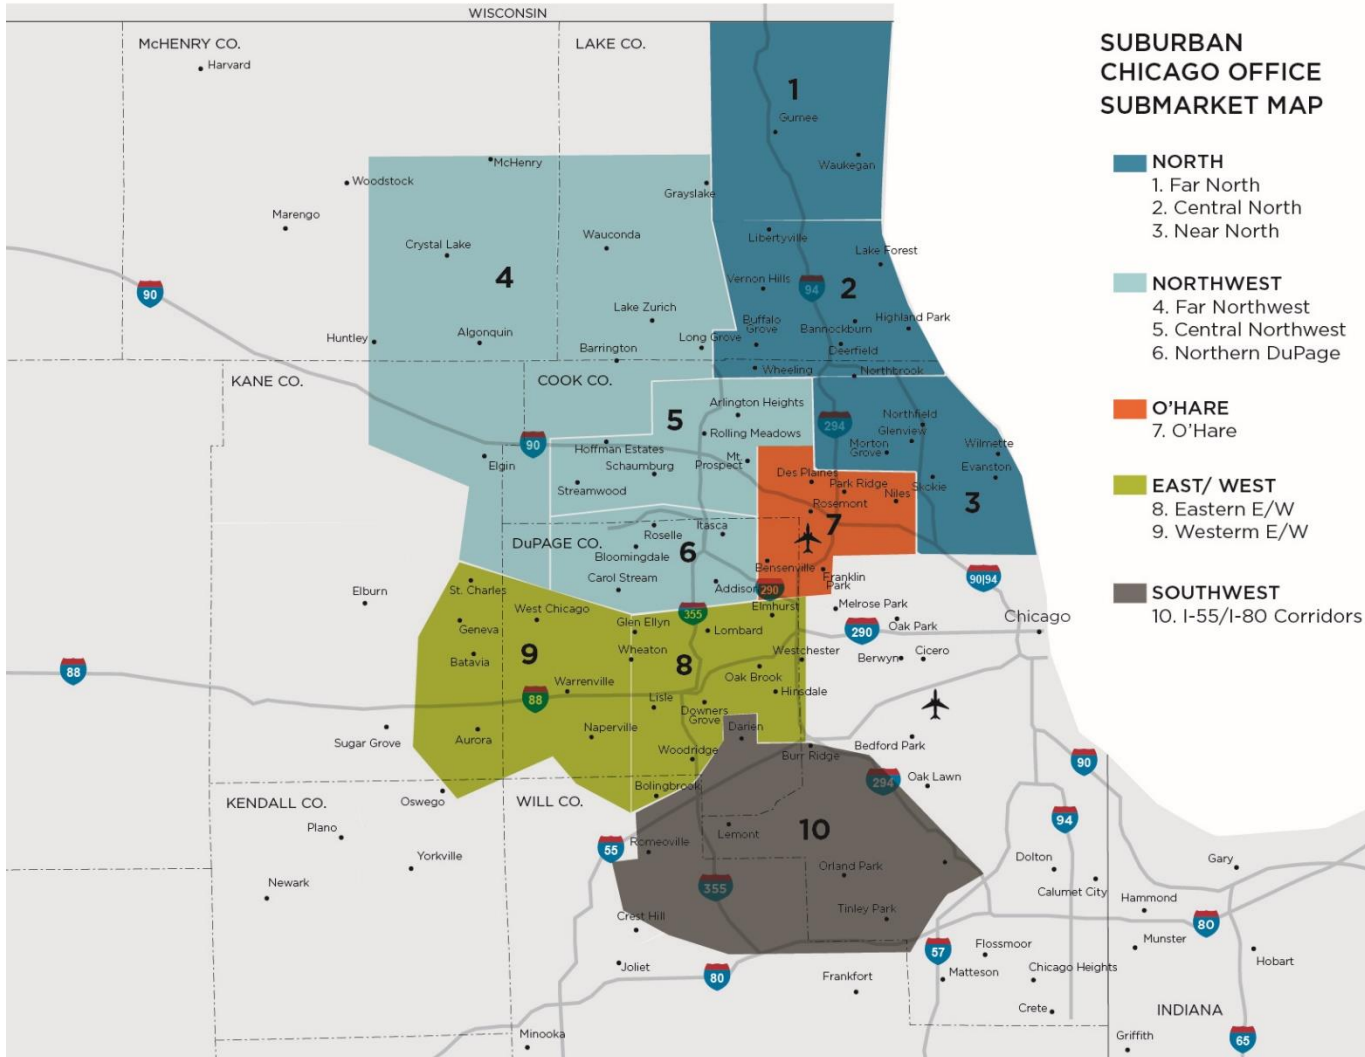 WISCONSIN
McHENRY CO.
Harvard
LAKE CO.
1
Gurnee
Waukegan
McHenry
Woodstock
Grayslake
Marengo
Crystal Lake
Wauconda
4
Libertyville
Lake Forest
Vernon Hills
94
2
90
Lake Zurich
Buffalo
Grove
Bannockburn
Highland Park
Huntley
Algonquin
Barrington
Long Grove
Deerfield
Wheeling
Northbrook
KANE CO.
COOK CO.
Arlington Heights
5
Rolling Meadows
294
Northfield
Glenview
Morton
Grove
Wilmette
90
Hoffman Estates
Elgin
Schaumburg
Mt
Prospect
Evanston
Streamwood
Des Plaines
Park Ridge
Niles
Skokie
Rosemont
3
7
DuPAGE CO.
Roselle
Itasca
Bloomingdale
6
Bensenville
Franklin
Park
90|94
Carol Stream
Addison
290
St. Charles
Elburn
West Chicago
355
Elmhurst
Melrose Park
Chicago
Geneva
Glen Ellyn
Lombard
290
Oak Park
Batavia
9
Wheaton
8
Westchester
Berwyn
Cicero
88
Oak Brook
Warrenville
88
Lisle
Hinsdale
Downers
Grove
Sugar Grove
Aurora
Naperville
Darien
Woodridge
Burr Ridge
Bedford Park
90
294
Oak Lawn
Oswego
Bolingbrook
KENDALL CO.
WILL CO.
Plano
Lemont
10
94
Romeoville
55
Yorkville
Orland Park
Dolton
Gary
Newark
355
Calumet City
Hammond
Crest Hill
Tinley Park
80
57
Flossmoor
Munster
Hobart
Joliet
80
Frankfort
Matteson
Chicago Heights
Crete
INDIANA
Minooka
Griffith
65
SUBURBAN
CHICAGO OFFICE
SUBMARKET MAP
NORTH
1. Far North
2. Central North
3. Near North
NORTHWEST
4. Far Northwest
5. Central Northwest
6. Northern DuPage
O'HARE
7. O'Hare
EAST/ WEST
8. Eastern E/W
9. Westerm E/W
SOUTHWEST
10. I-55/I-80 Corridors